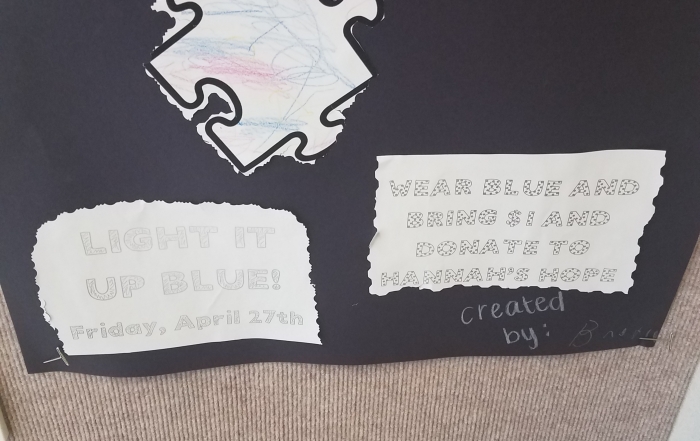 LIGHT IT
UP BLUE!
Friday, April 27th
WEAR BLUE AND
BRING $1 AND
DONATE TO
HANNAH'S HOPE
created
by: